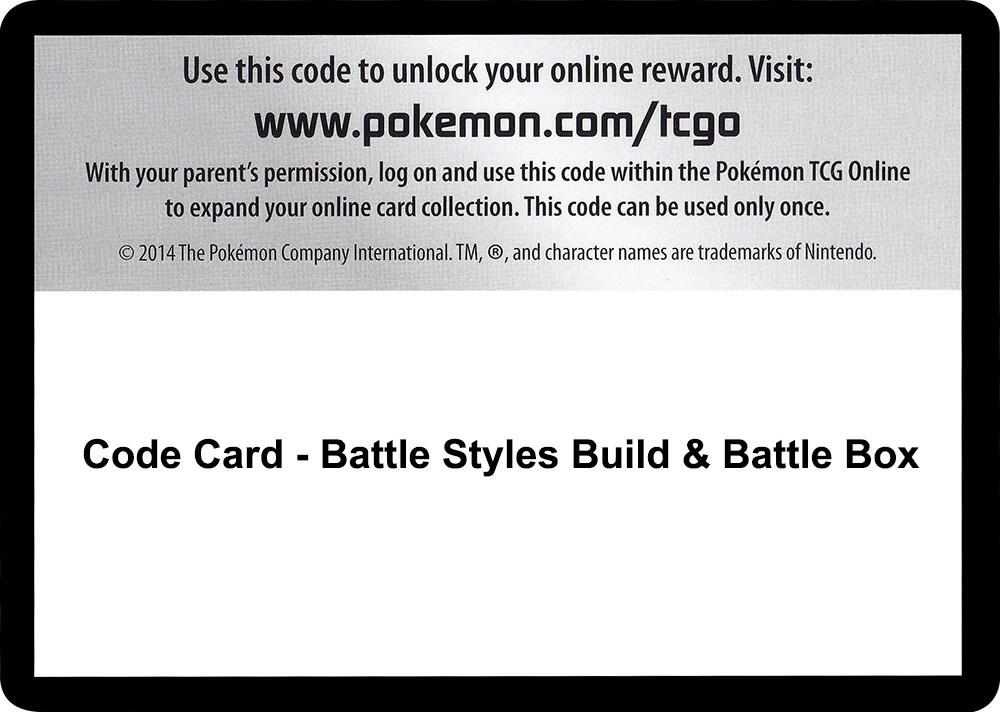 Use this code to unlock your online reward. Visit:
www.pokemon.com/tcgo
With your parent's permission, log on and use this code within the Pokémon TCG Online
to expand your online card collection. This code can be used only once.
© 2014 The Pokémon Company International. TM, ®, and character names are trademarks of Nintendo.
Code Card - Battle Styles Build & Battle Box